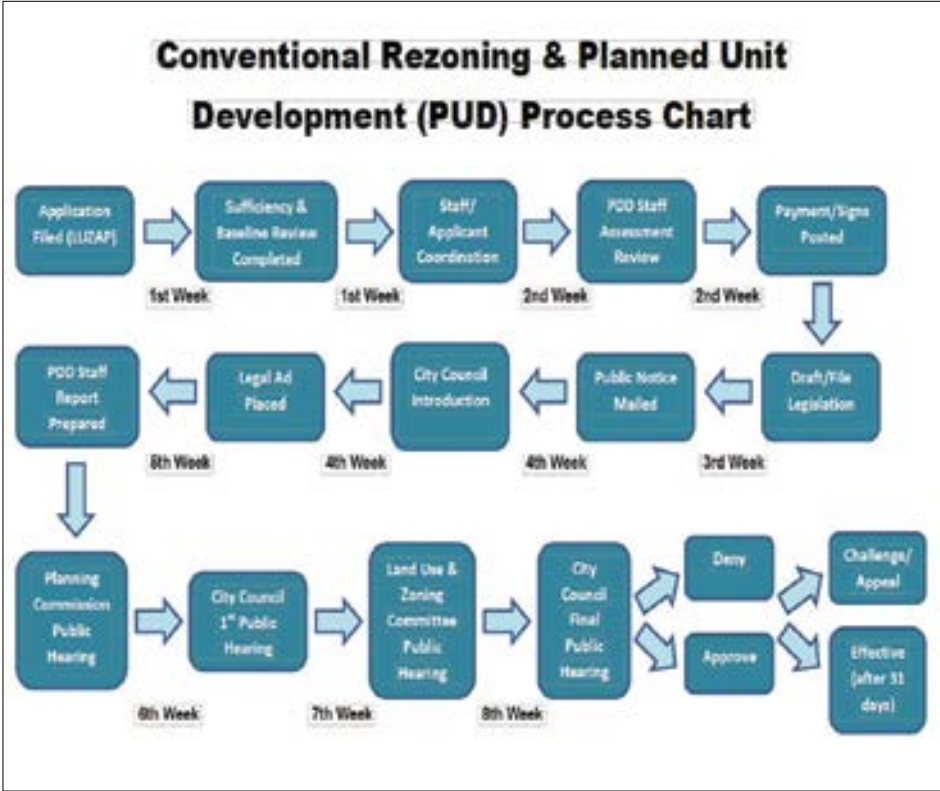 Conventional Rezoning & Planned Unit
Development (PUD) Process Chart
Application
Filed (LUZAP)
Sufficiency &
Baseline Review
Completed
Staff/
Applicant
Coordination
PDD Staff
Assessment
Review
Payment/Signs
Posted
1st Week
1st Week
2nd Week
2nd Week
Draft/File
Legislation
Public Notice
Mailed
City Council
Introduction
Legal Ad
Placed
PDD Staff
Report
Prepared
3rd Week
4th Week
4th Week
5th Week
Planning
Commission
Public
Hearing
City Council
1st Public
Hearing
Land Use &
Zoning
Committee
Public
Hearing
City
Council
Final
Public
Hearing
Deny
Approve
Challenge/
Appeal
Effective
(after 31
days)
6th Week
7th Week
8th Week